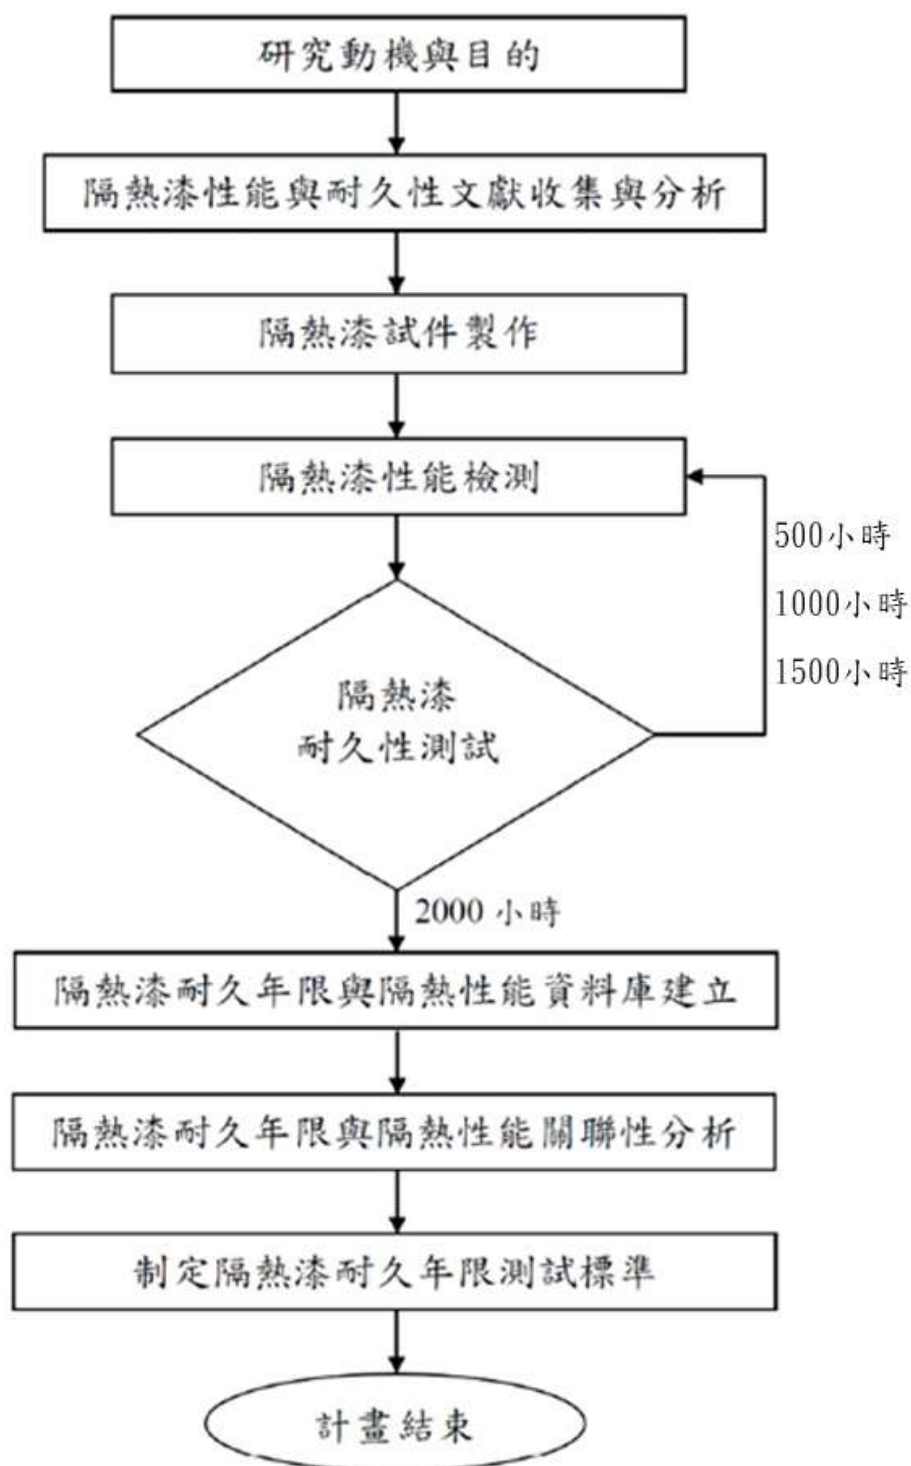 研究動機與目的
隔熱漆性能與耐久性文獻收集與分析
隔熱漆試件製作
隔熱漆性能檢測
500小時
1000小時
1500小時
隔熱漆
耐久性測試
2000 小時
隔熱漆耐久年限與隔熱性能資料庫建立
隔熱漆耐久年限與隔熱性能關聯性分析
制定隔熱漆耐久年限測試標準
計畫結束